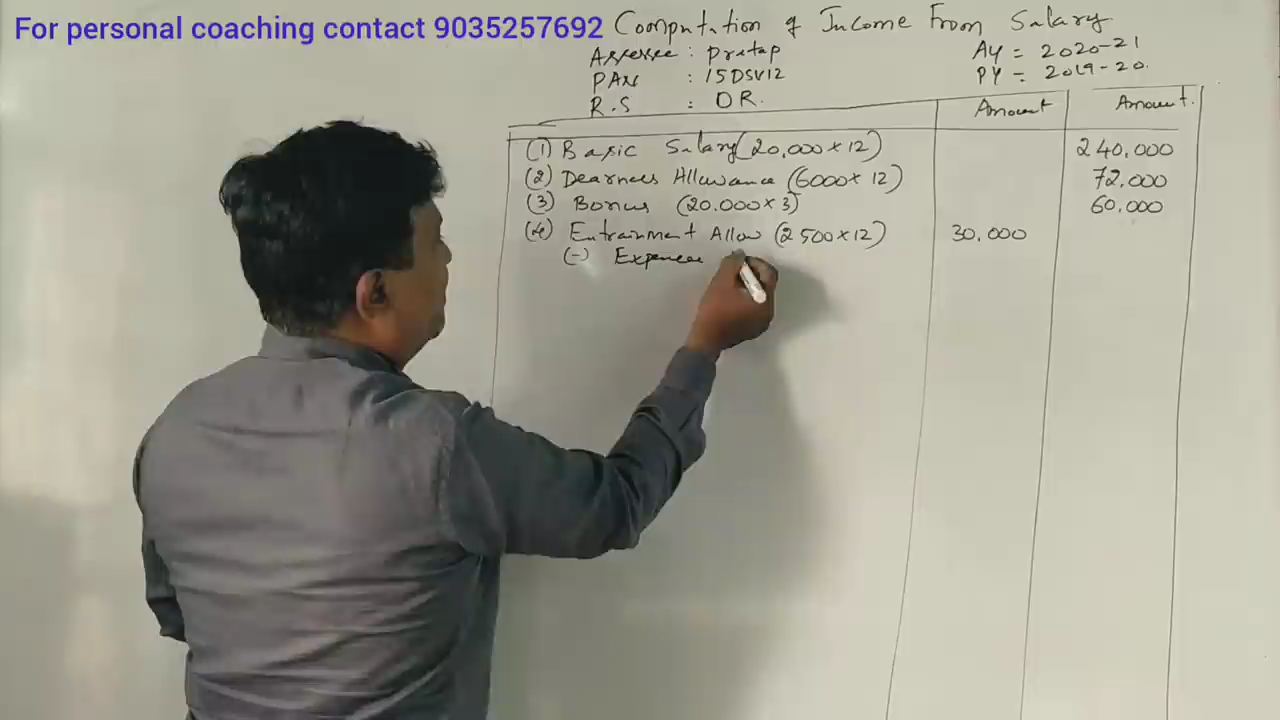 For personal coaching contact 9035257692
Computation of Income From Salary
Assessee : pratap
AY = 2020-21
PAN : 15DSV12
PY = 2019-20.
R.S : OR.
Amount
Amount.
(1) Basic Salary (20,000 × 12) 240,000
(2) Dearness Allowance (6000 × 12) 72,000
(3) Bonus (20.000 × 3) 60,000
(4) Entrainment Allow (2500 × 12) 30,000
(-) Expenses